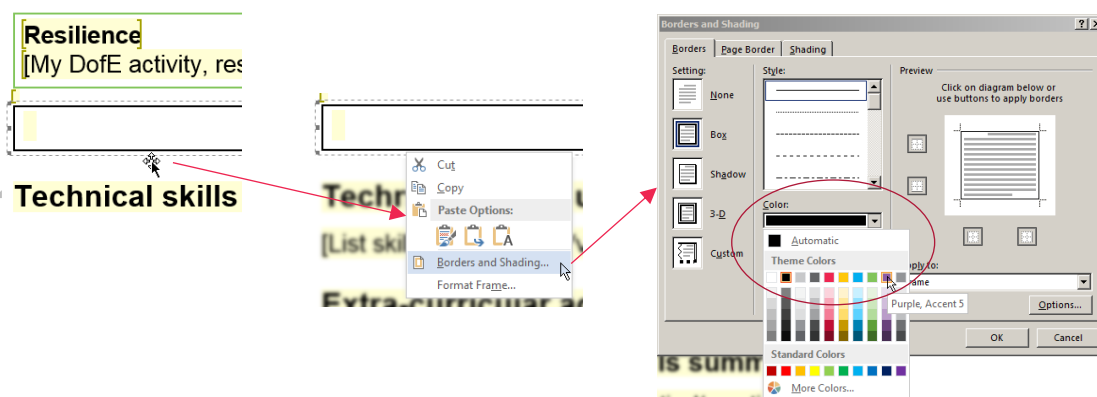 Resilience
[My DofE activity, res
Technical skills
Cut
Copy
Paste Options:
A
Borders and Shading...
Format Frame...
[List skil
Extra-curricular ac
Borders and Shading
Borders
Page Border
Shading
Setting:
None
Box
Shadow
3-D
Custom
Style:
Color:
Automatic
Theme Colors
Purple, Accent 5
Standard Colors
More Colors...
Preview
Click on diagram below or
use buttons to apply borders
Apply to:
Frame
Options...
OK
Cancel
is summ